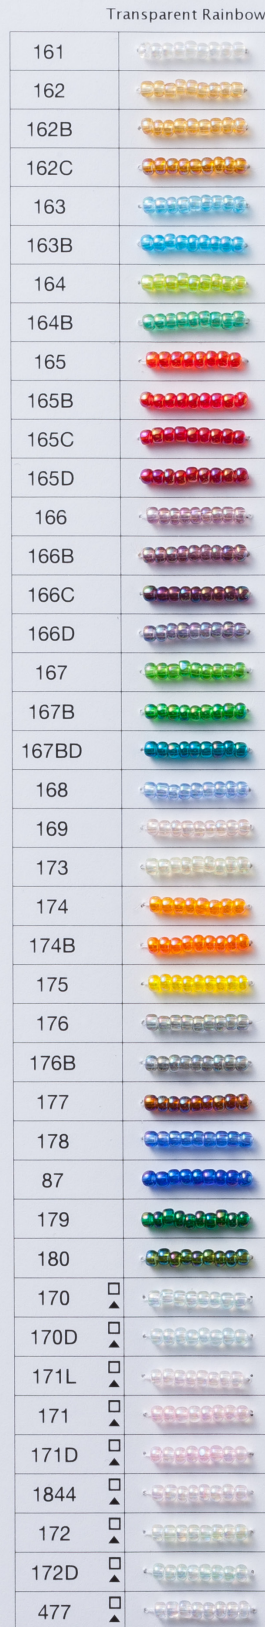 Transparent Rainbow
161
162
162B
162C
163
163B
164
164B
165
165B
165C
165D
166
166B
166C
166D
167
167B
167BD
168
169
173
174
174B
175
176
176B
177
178
87
179
180
170 □▲
170D □▲
171L □▲
171 □▲
171D □▲
1844 □▲
172 □▲
172D □▲
477 □▲